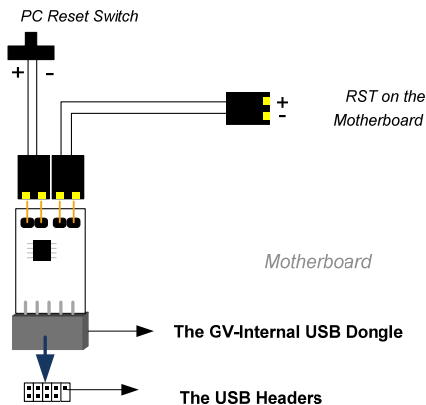 PC Reset Switch
+ -
RST on the
+
Motherboard
-
Motherboard
The GV-Internal USB Dongle
The USB Headers